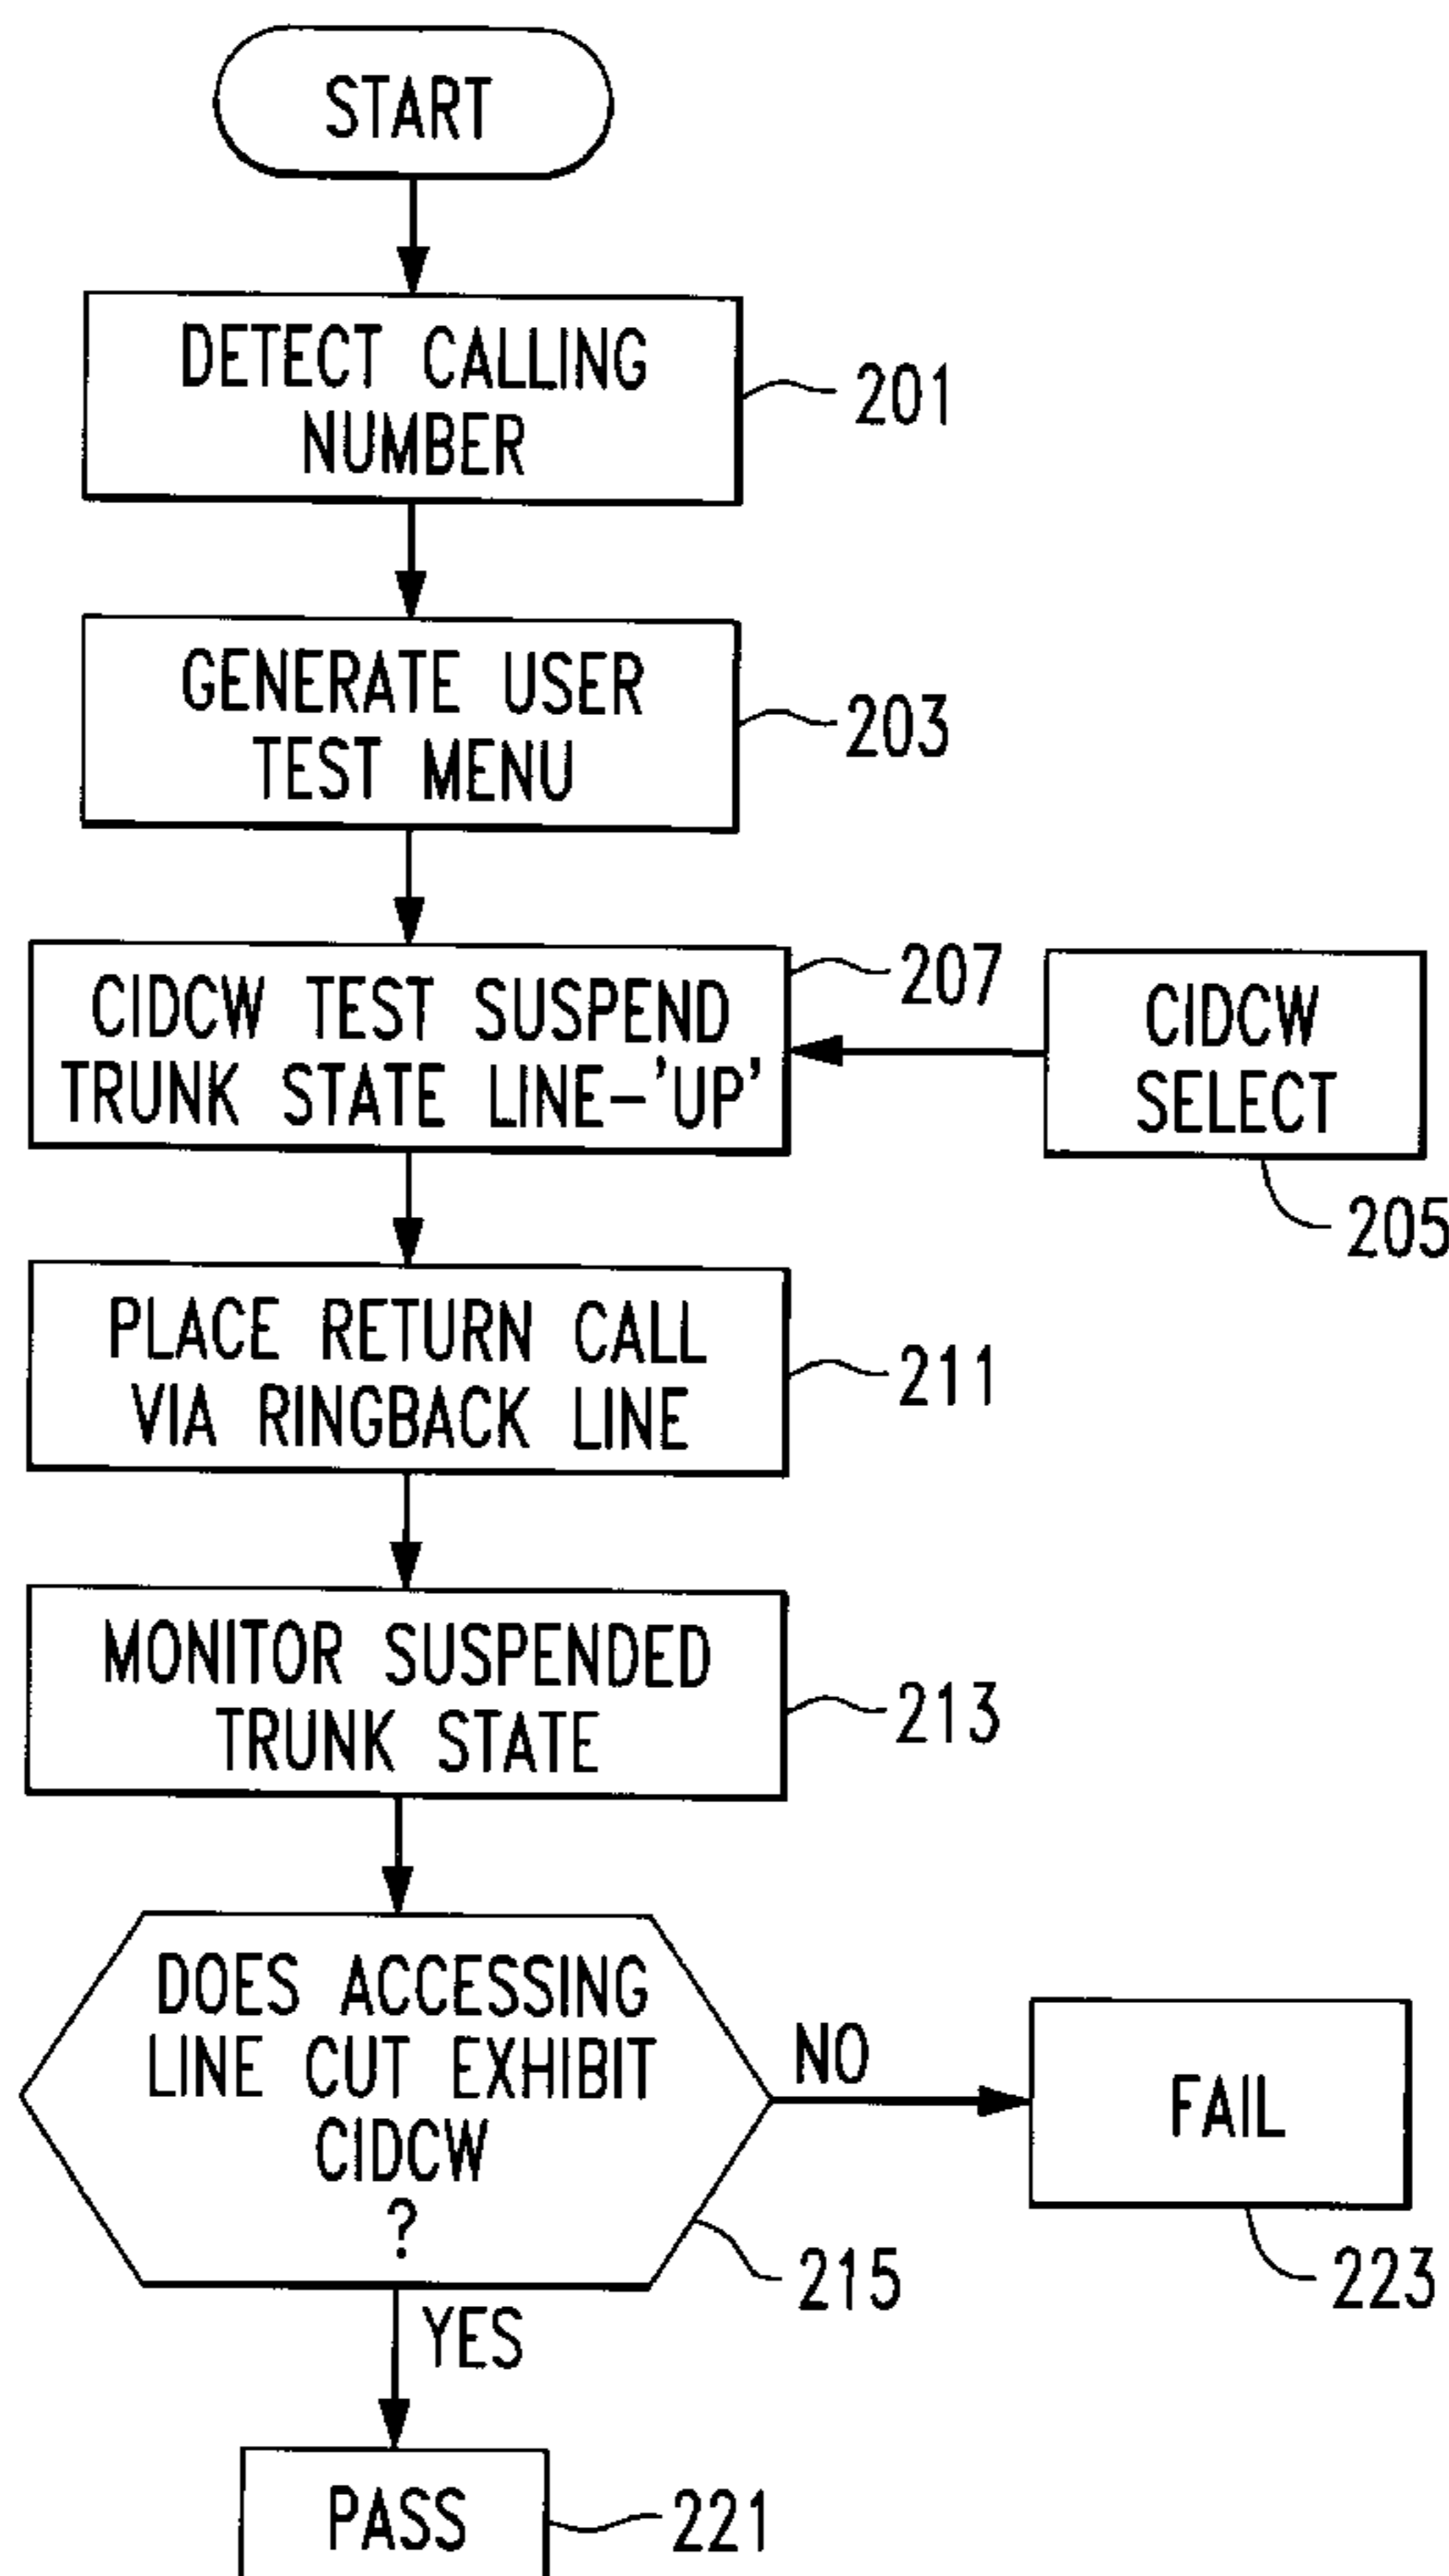 START
DETECT CALLING
NUMBER
201
GENERATE USER
TEST MENU
203
CIDCW TEST SUSPEND
TRUNK STATE LINE-'UP'
207
CIDCW
SELECT
205
PLACE RETURN CALL
VIA RINGBACK LINE
211
MONITOR SUSPENDED
TRUNK STATE
213
DOES ACCESSING
LINE CUT EXHIBIT
CIDCW
?
215
NO
FAIL
223
YES
PASS
221